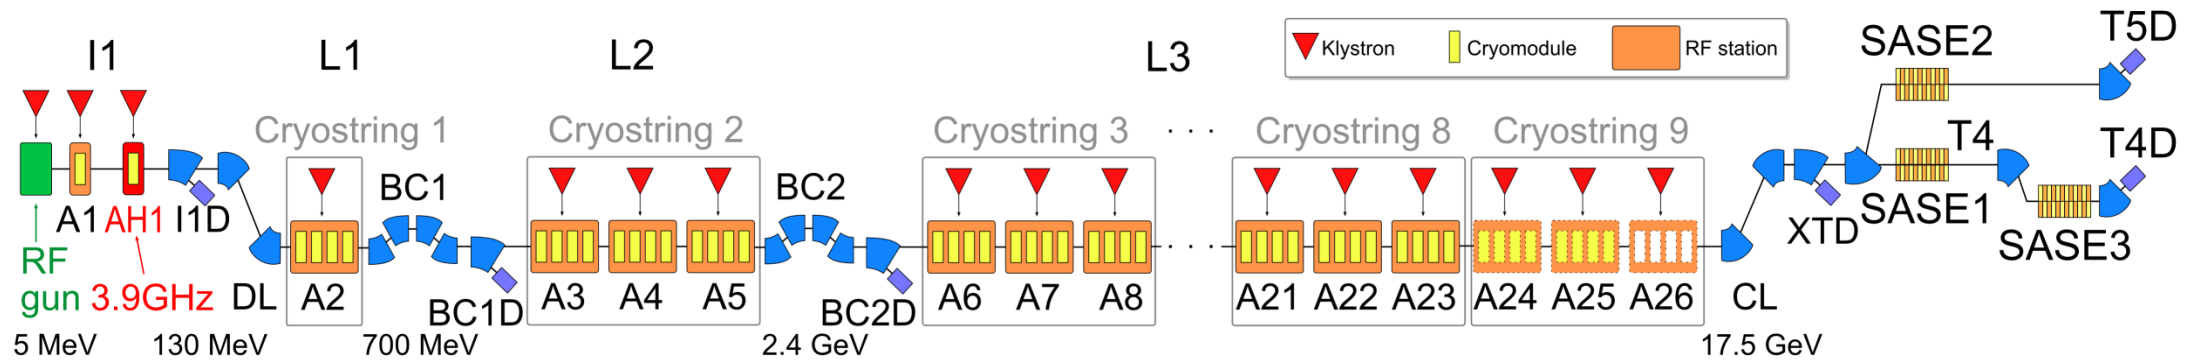 I1
L1
L2
L3
Klystron
Cryomodule
RF station
SASE2
T5D
Cryostring 1
Cryostring 2
Cryostring 3
. . .
Cryostring 8
Cryostring 9
T4
T4D
A1
AH1
I1D
BC1
BC2
XTD
SASE1
SASE3
RF
gun
3.9GHz
DL
A2
BC1D
A3
A4
A5
BC2D
A6
A7
A8
. . .
A21
A22
A23
A24
A25
A26
CL
5 MeV
130 MeV
700 MeV
2.4 GeV
17.5 GeV